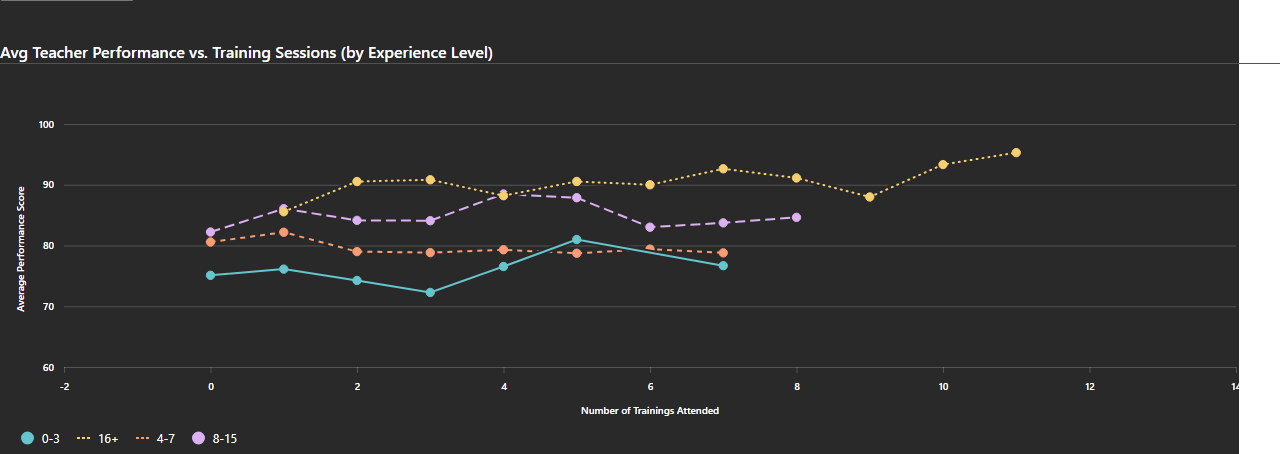 Avg Teacher Performance vs. Training Sessions (by Experience Level)
100
90
80
70
60
Average Performance Score
-2 0 2 4 6 8 10 12 14
Number of Trainings Attended
0-3 16+ 4-7 8-15